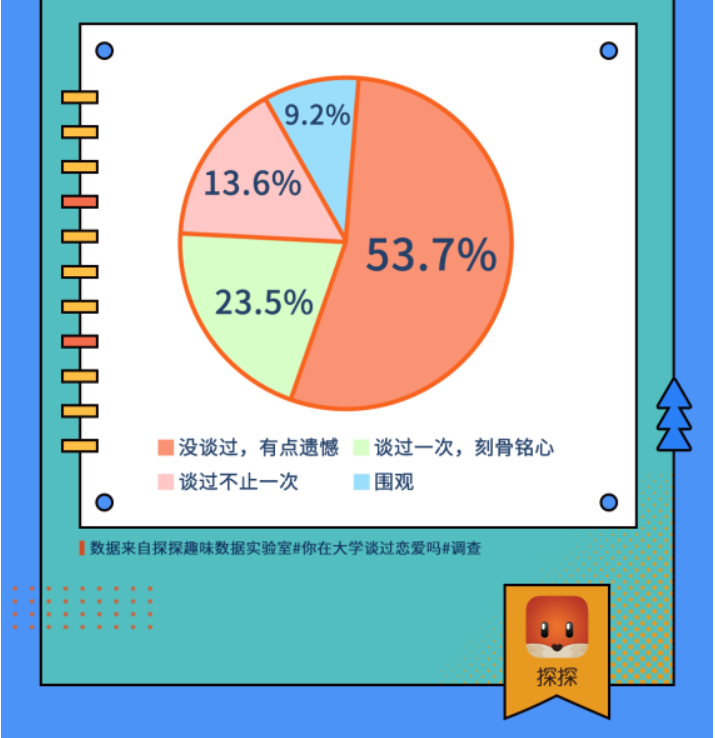 9.2%
13.6%
53.7%
23.5%
没谈过，有点遗憾 谈过一次，刻骨铭心
谈过不止一次 围观
数据来自探探趣味数据实验室#你在大学谈过恋爱吗#调查
探探